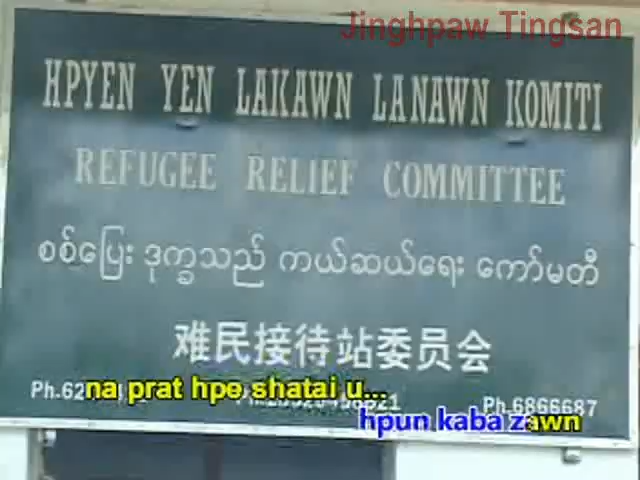 Jinghpaw Tingsan
HPYEN YEN LAKAWN LANAWN KOMITI
REFUGEE RELIEF COMMITTEE
စစ်ပြေး ဒုက္ခသည် ကယ်ဆယ်ရေး ကော်မတီ
难民接待站委员会
Ph.6866687
na prat hpe shatai u...
hpun kaba zawn